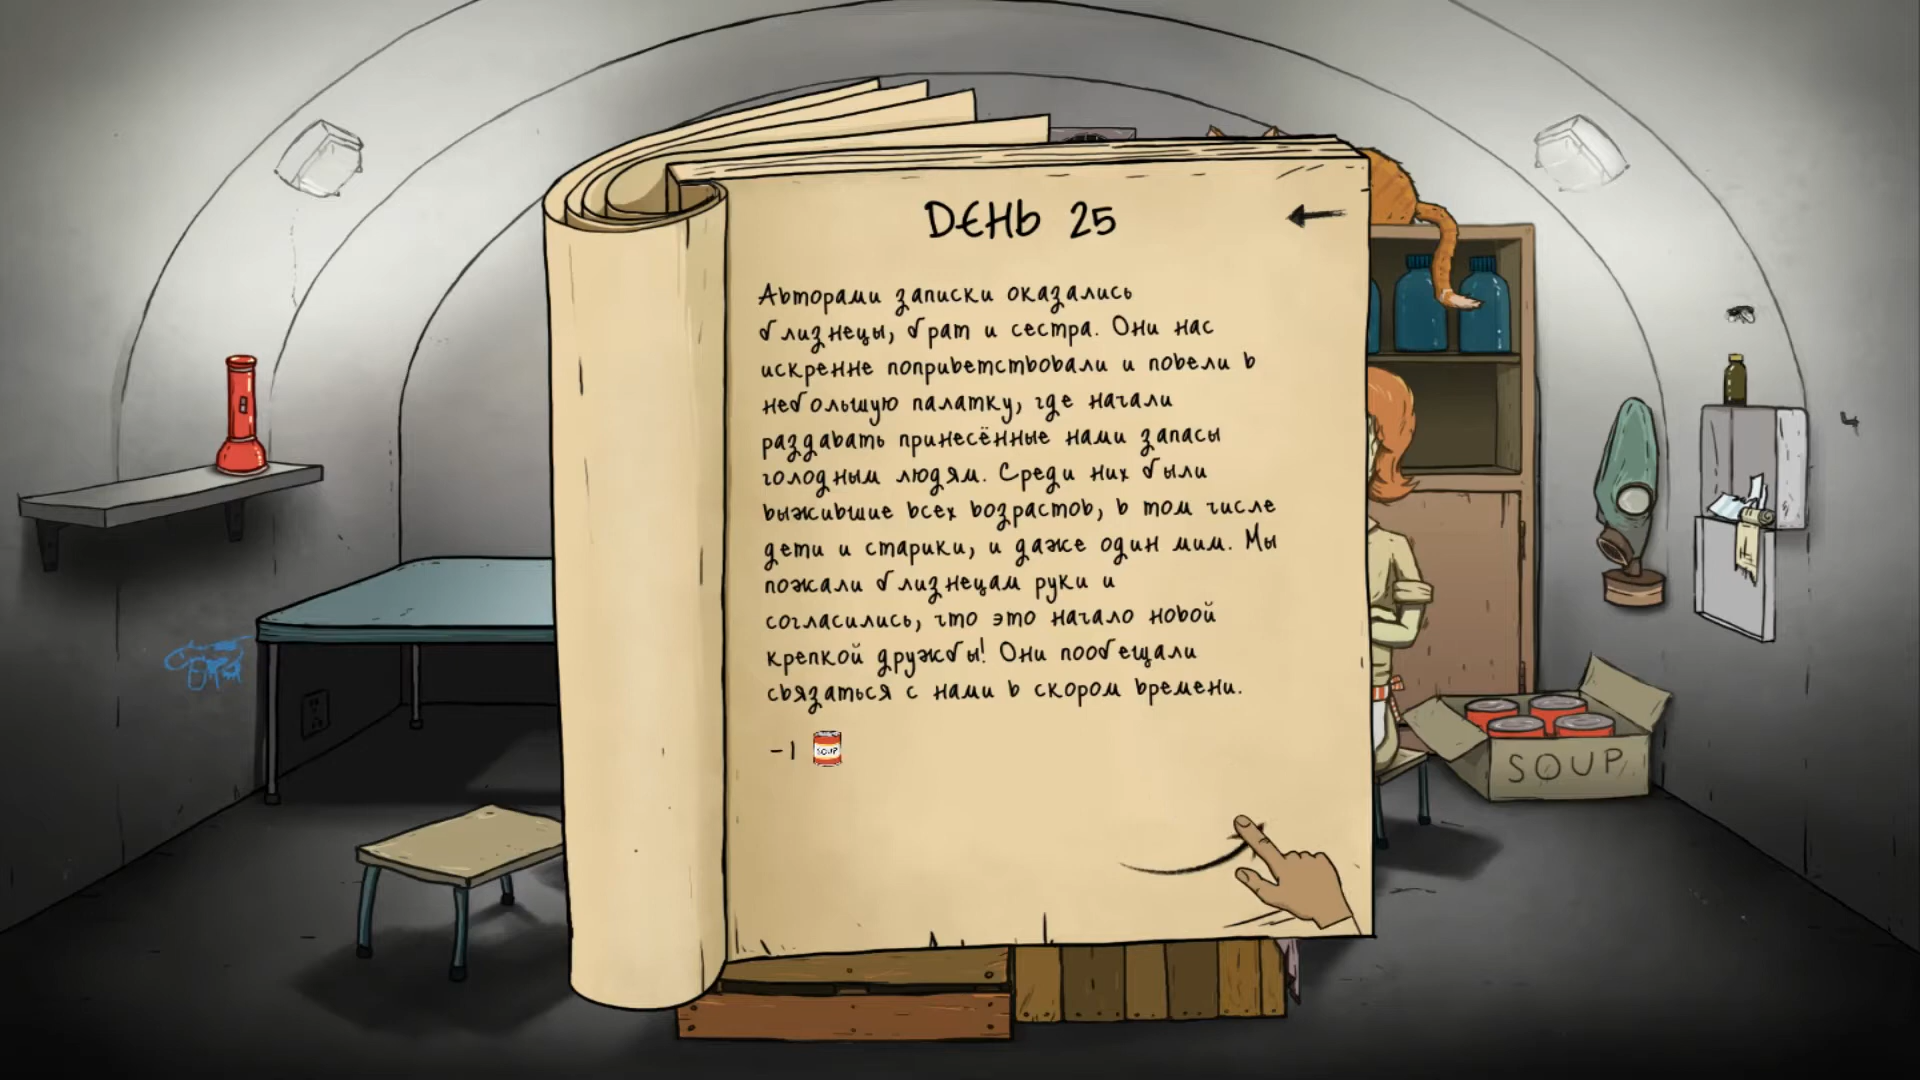 ДЕНЬ 25
Авторами записки оказались
близнецы, брат и сестра. Они нас
искренне поприветствовали и повели в
небольшую палатку, где начали
раздавать принесённые нами запасы
голодным людям. Среди них были
выжившие всех возрастов, в том числе
дети и старики, и даже один мим. Мы
пожали близнецам руки и
согласились, что это начало новой
крепкой дружбы! Они пообещали
связаться с нами в скором времени.
-1 SOUP
SOUP